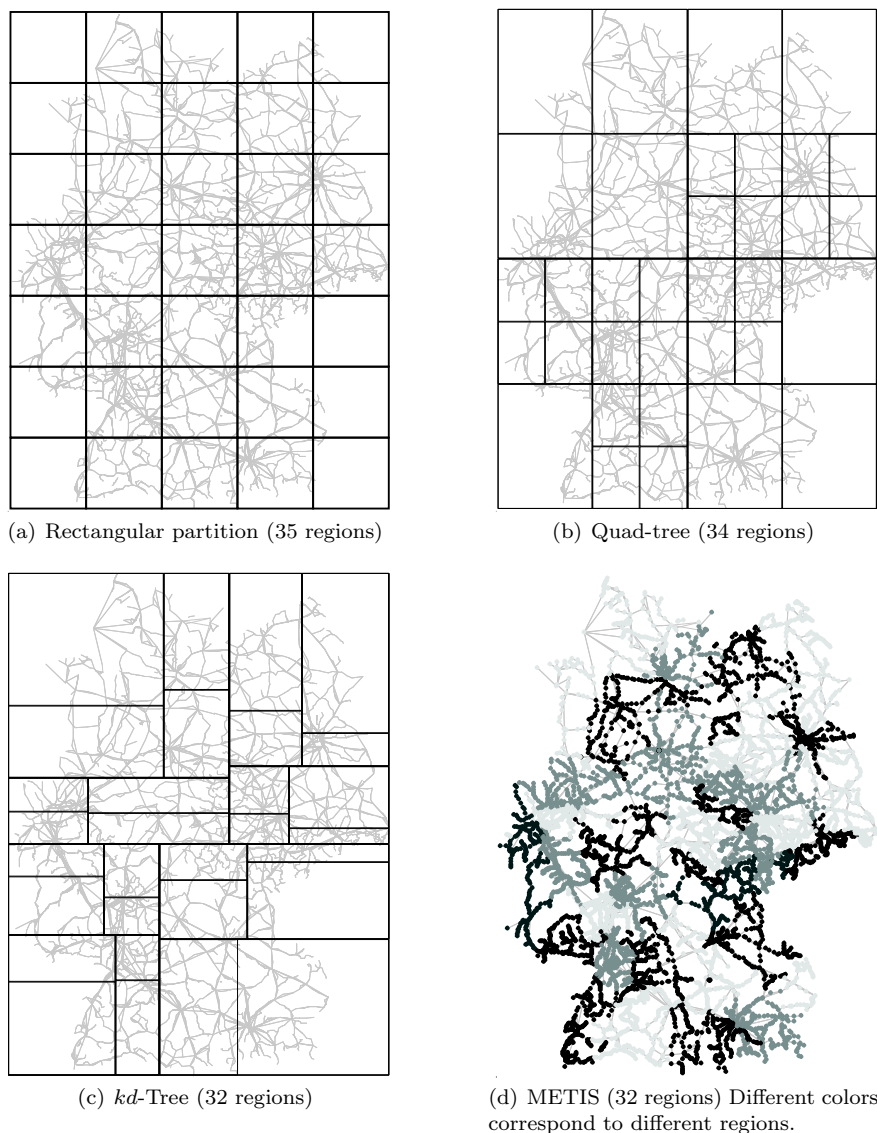 (a) Rectangular partition (35 regions)
(b) Quad-tree (34 regions)
(c) kd-Tree (32 regions)
(d) METIS (32 regions) Different colors
correspond to different regions.